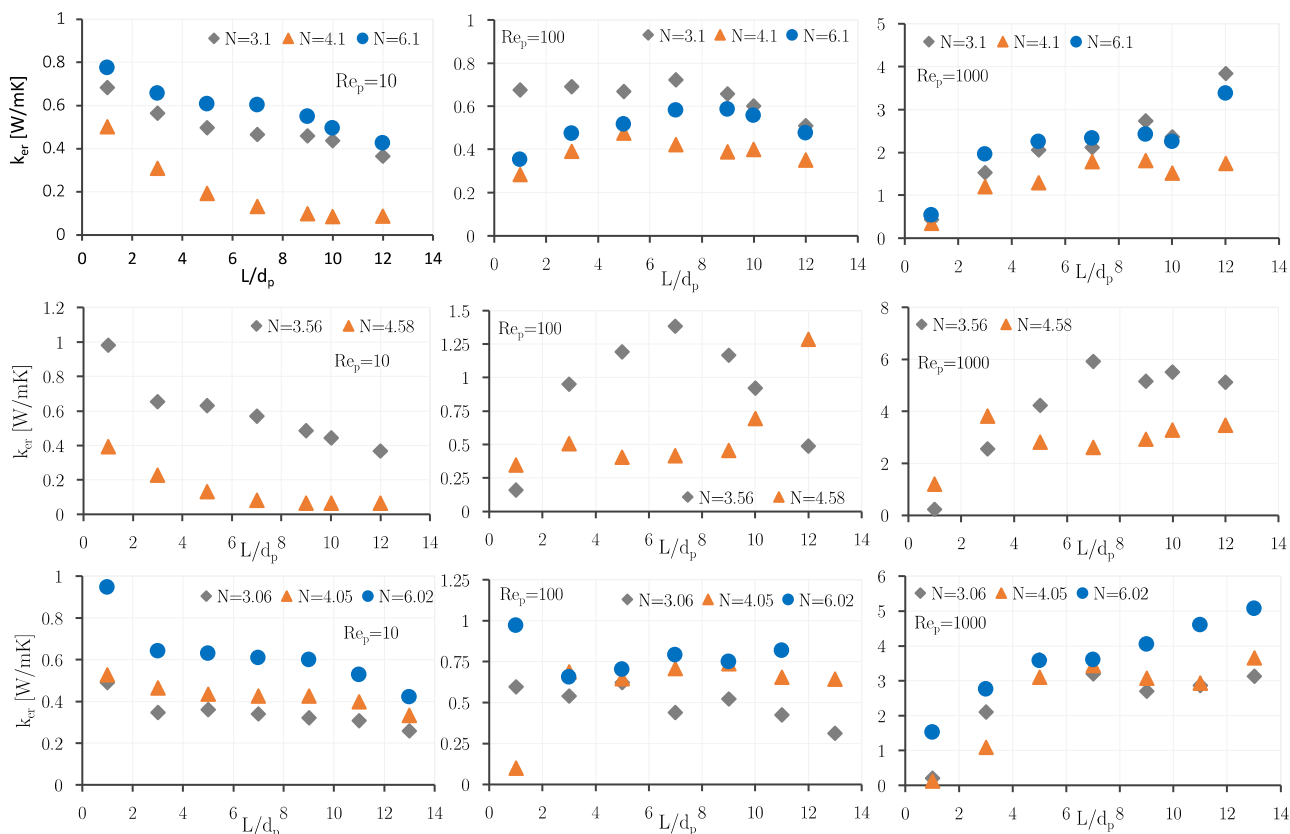 1
0.8
0.6
0.4
0.2
0
k_er [W/mK]
N=3.1 N=4.1 N=6.1
Re_p=10
0 2 4 6 8 10 12 14
L/d_p
1
0.8
0.6
0.4
0.2
0
Re_p=100
N=3.1 N=4.1 N=6.1
0 2 4 6 8 10 12 14
L/d_p
5
4
3
2
1
0
N=3.1 N=4.1 N=6.1
Re_p=1000
0 2 4 6 8 10 12 14
L/d_p
1.2
1
0.8
0.6
0.4
0.2
0
k_er [W/mK]
N=3.56 N=4.58
Re_p=10
0 2 4 6 8 10 12 14
L/d_p
1.5
1.25
1
0.75
0.5
0.25
0
Re_p=100
N=3.56 N=4.58
0 2 4 6 8 10 12 14
L/d_p
8
6
4
2
0
N=3.56 N=4.58
Re_p=1000
0 2 4 6 8 10 12 14
L/d_p
1
0.8
0.6
0.4
0.2
0
k_er [W/mK]
N=3.06 N=4.05 N=6.02
Re_p=10
0 2 4 6 8 10 12 14
L/d_p
1.25
1
0.75
0.5
0.25
0
Re_p=100
N=3.06 N=4.05 N=6.02
0 2 4 6 8 10 12 14
L/d_p
6
5
4
3
2
1
0
N=3.06 N=4.05 N=6.02
Re_p=1000
0 2 4 6 8 10 12 14
L/d_p